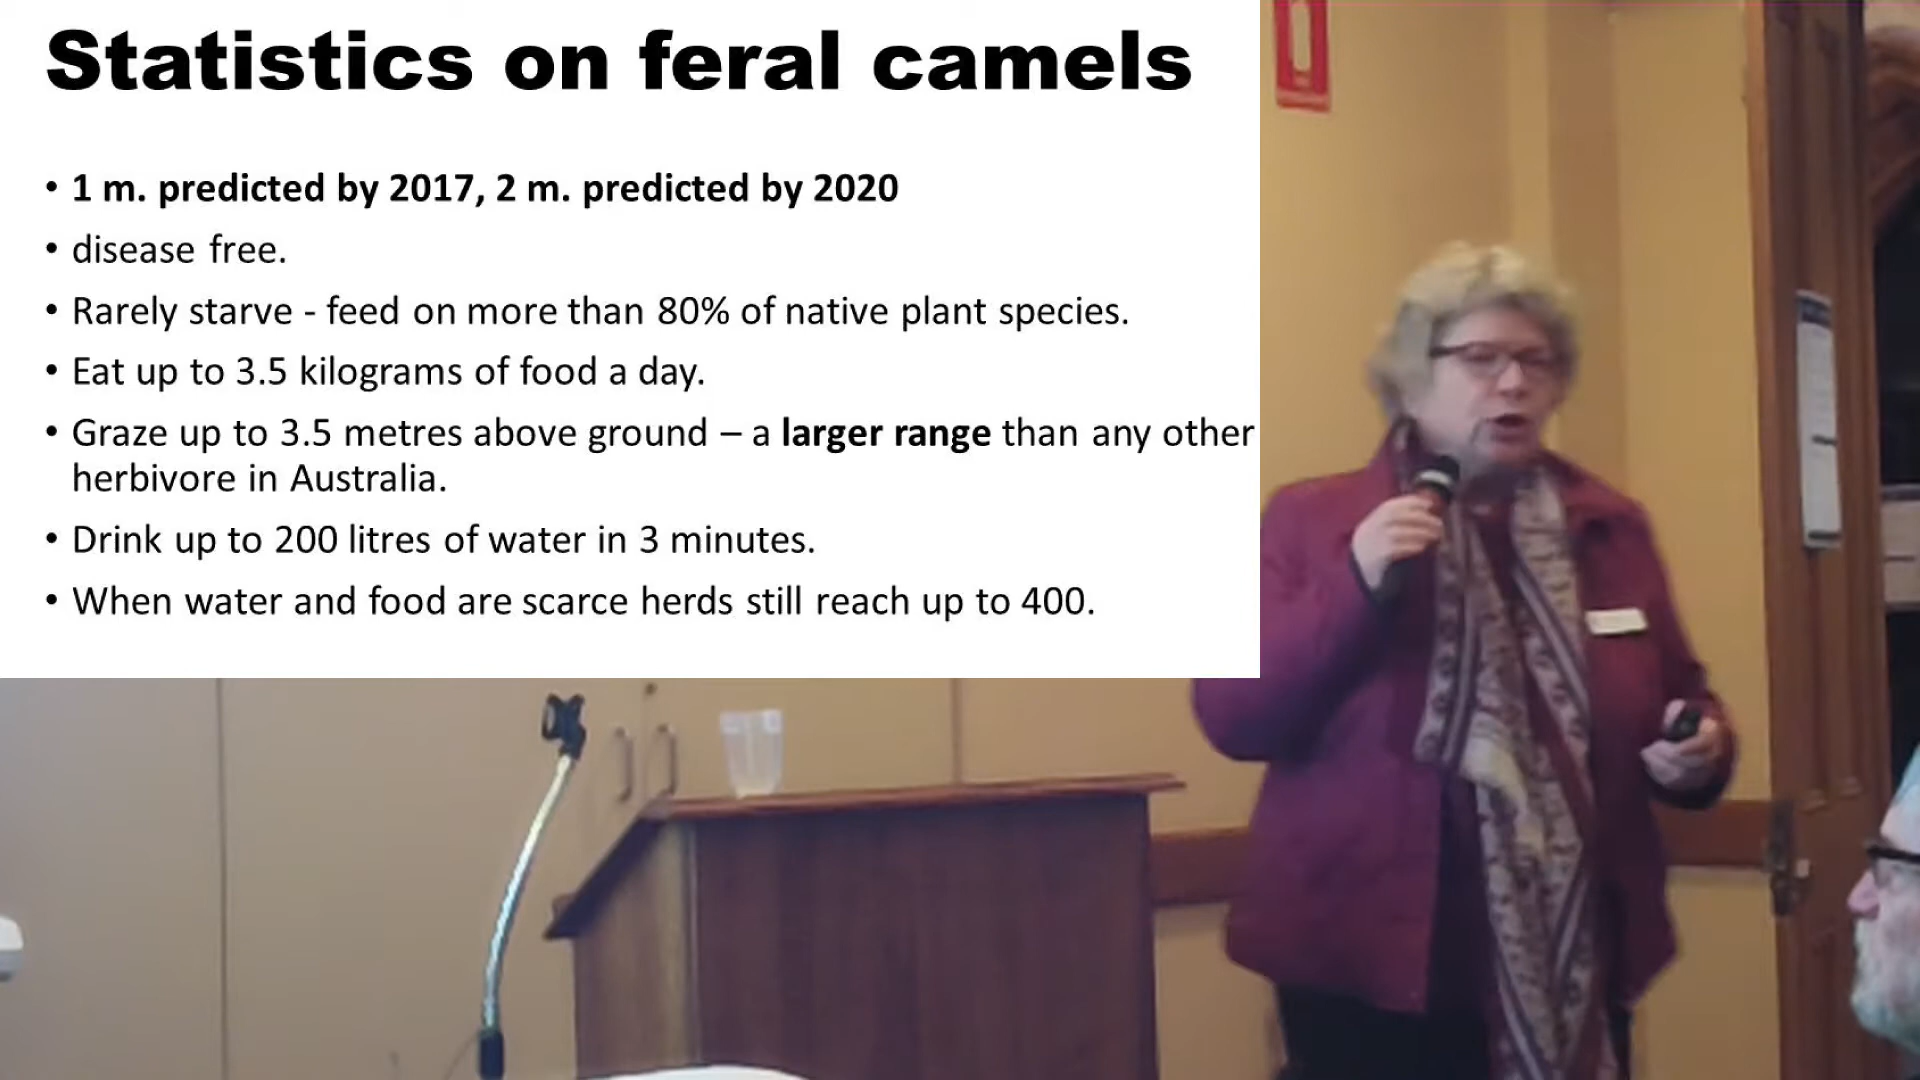 Statistics on feral camels
• 1 m. predicted by 2017, 2 m. predicted by 2020
• disease free.
• Rarely starve - feed on more than 80% of native plant species.
• Eat up to 3.5 kilograms of food a day.
• Graze up to 3.5 metres above ground – a larger range than any other
herbivore in Australia.
• Drink up to 200 litres of water in 3 minutes.
• When water and food are scarce herds still reach up to 400.